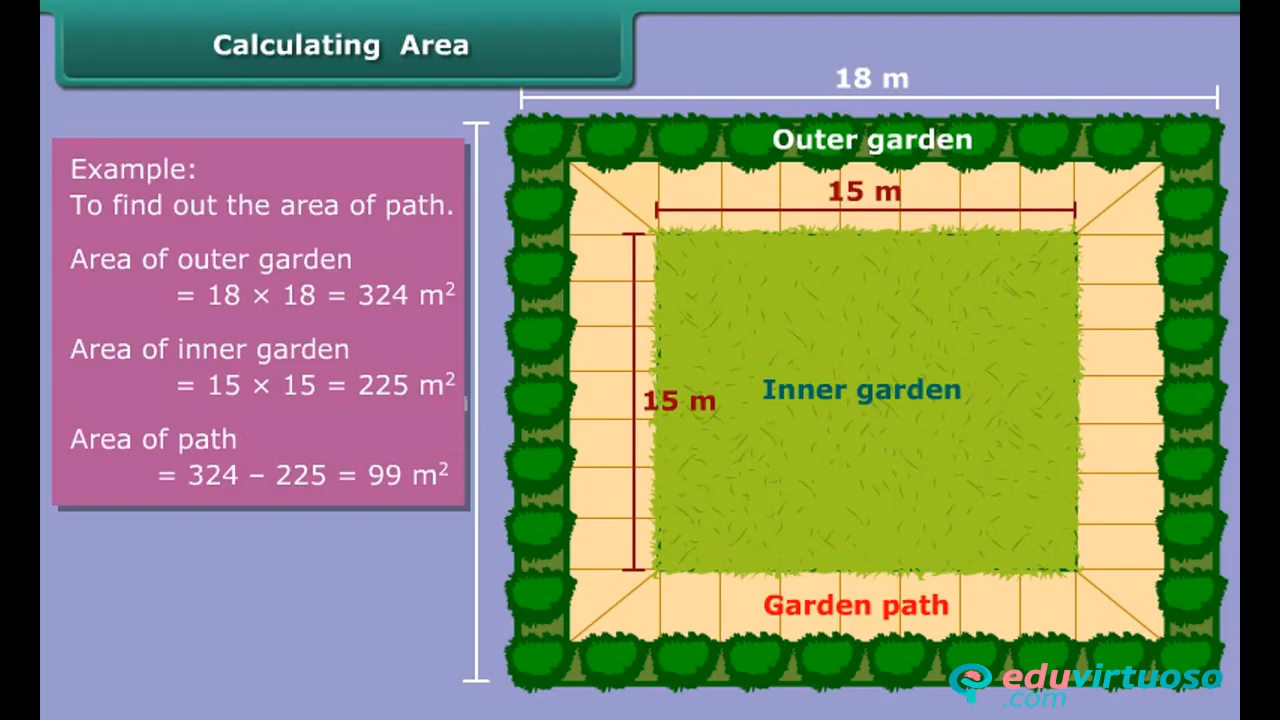 Calculating Area
18 m
Outer garden
15 m
Example:
To find out the area of path.
Area of outer garden
= 18 × 18 = 324 m²
Area of inner garden
= 15 × 15 = 225 m²
Area of path
= 324 – 225 = 99 m²
15 m
Inner garden
Garden path
eduvirtuoso
.com